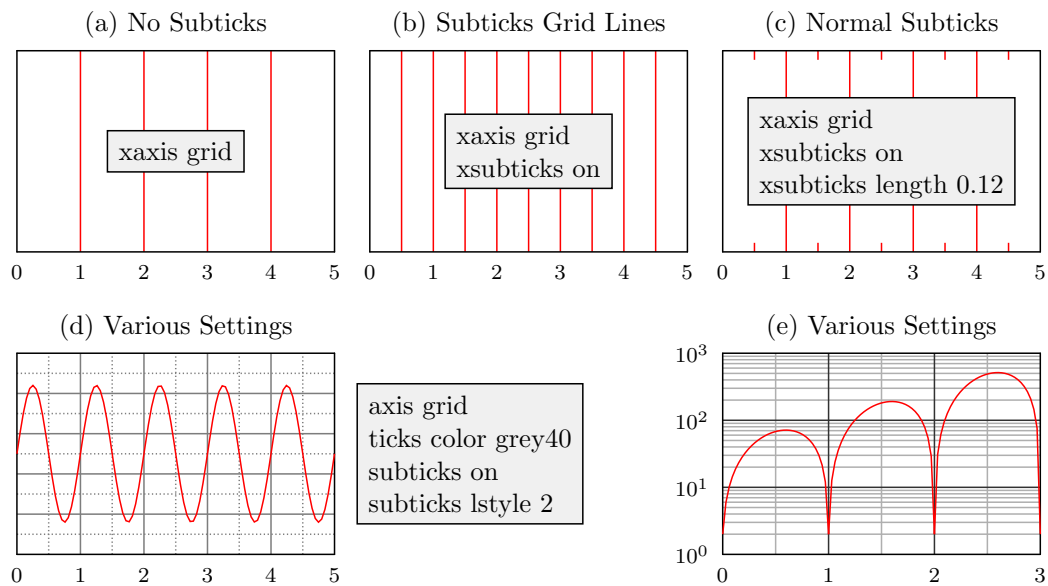 (a) No Subticks
xaxis grid
0 1 2 3 4 5
(b) Subticks Grid Lines
xaxis grid
xsubticks on
0 1 2 3 4 5
(c) Normal Subticks
xaxis grid
xsubticks on
xsubticks length 0.12
0 1 2 3 4 5
(d) Various Settings
0 1 2 3 4 5
axis grid
ticks color grey40
subticks on
subticks lstyle 2
(e) Various Settings
10³
10²
10¹
10⁰
0 1 2 3